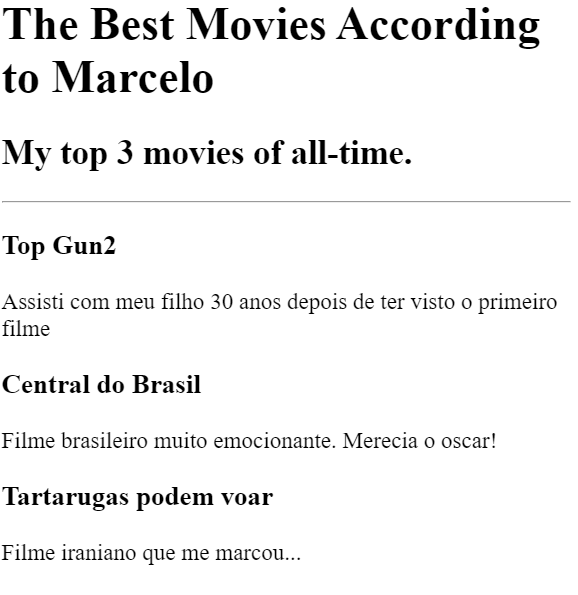 The Best Movies According
to Marcelo
My top 3 movies of all-time.
Top Gun2
Assisti com meu filho 30 anos depois de ter visto o primeiro
filme
Central do Brasil
Filme brasileiro muito emocionante. Merecia o oscar!
Tartarugas podem voar
Filme iraniano que me marcou...